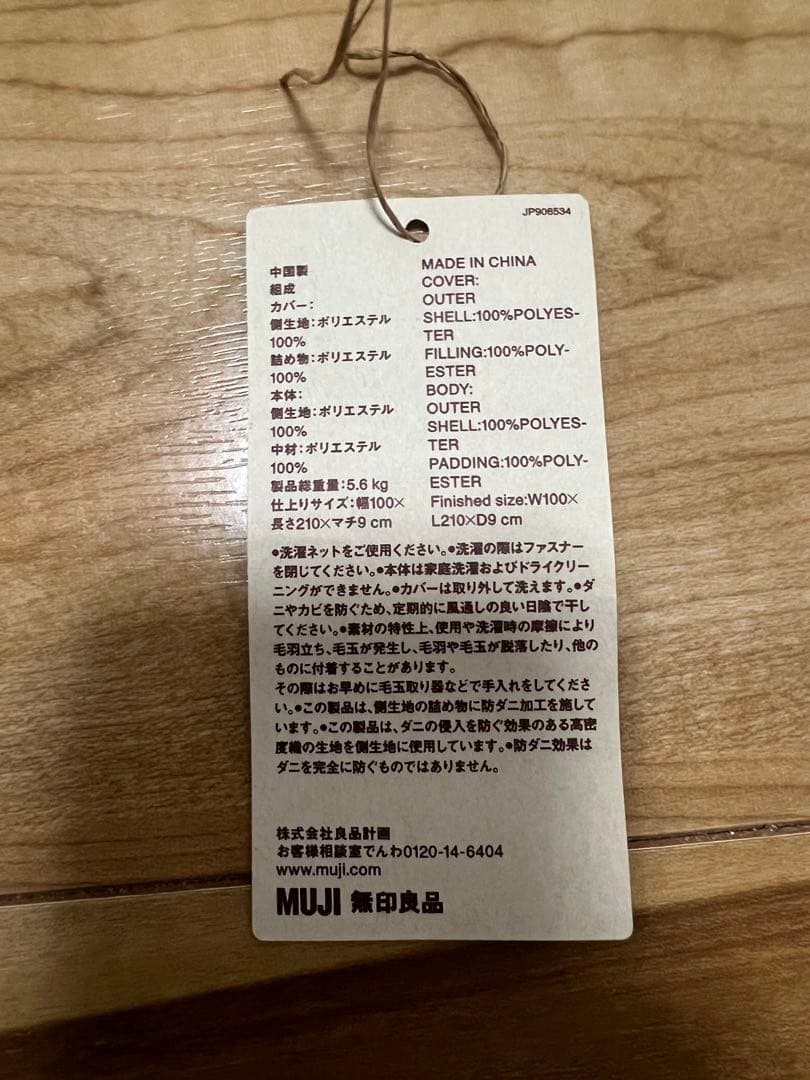 JP906534
中国製
組成
カバー：
側生地：ポリエステル
100%
詰め物：ポリエステル
100%
本体：
側生地：ポリエステル
100%
中材：ポリエステル
100%
製品総重量：5.6 kg
仕上りサイズ：幅100×
長さ210×マチ9 cm
MADE IN CHINA
COVER:
OUTER
SHELL:100%POLYES-
TER
FILLING:100%POLY-
ESTER
BODY:
OUTER
SHELL:100%POLYES-
TER
PADDING:100%POLY-
ESTER
Finished size:W100×
L210×D9 cm
●洗濯ネットをご使用ください。●洗濯の際はファスナー
を閉じてください。●本体は家庭洗濯およびドライクリー
ニングができません。●カバーは取り外して洗えます。●ダ
ニやカビを防ぐため、定期的に風通しの良い日陰で干し
てください。●素材の特性上、使用や洗濯時の摩擦により
毛羽立ち、毛玉が発生し、毛羽や毛玉が脱落したり、他の
ものに付着することがあります。
その際はお早めに毛玉取り器などで手入れをしてくださ
い。●この製品は、側生地の詰め物に防ダニ加工を施して
います。●この製品は、ダニの侵入を防ぐ効果のある高密
度織の生地を側生地に使用しています。●防ダニ効果は
ダニを完全に防ぐものではありません。
株式会社良品計画
お客様相談室でんわ0120-14-6404
www.muji.com
MUJI 無印良品